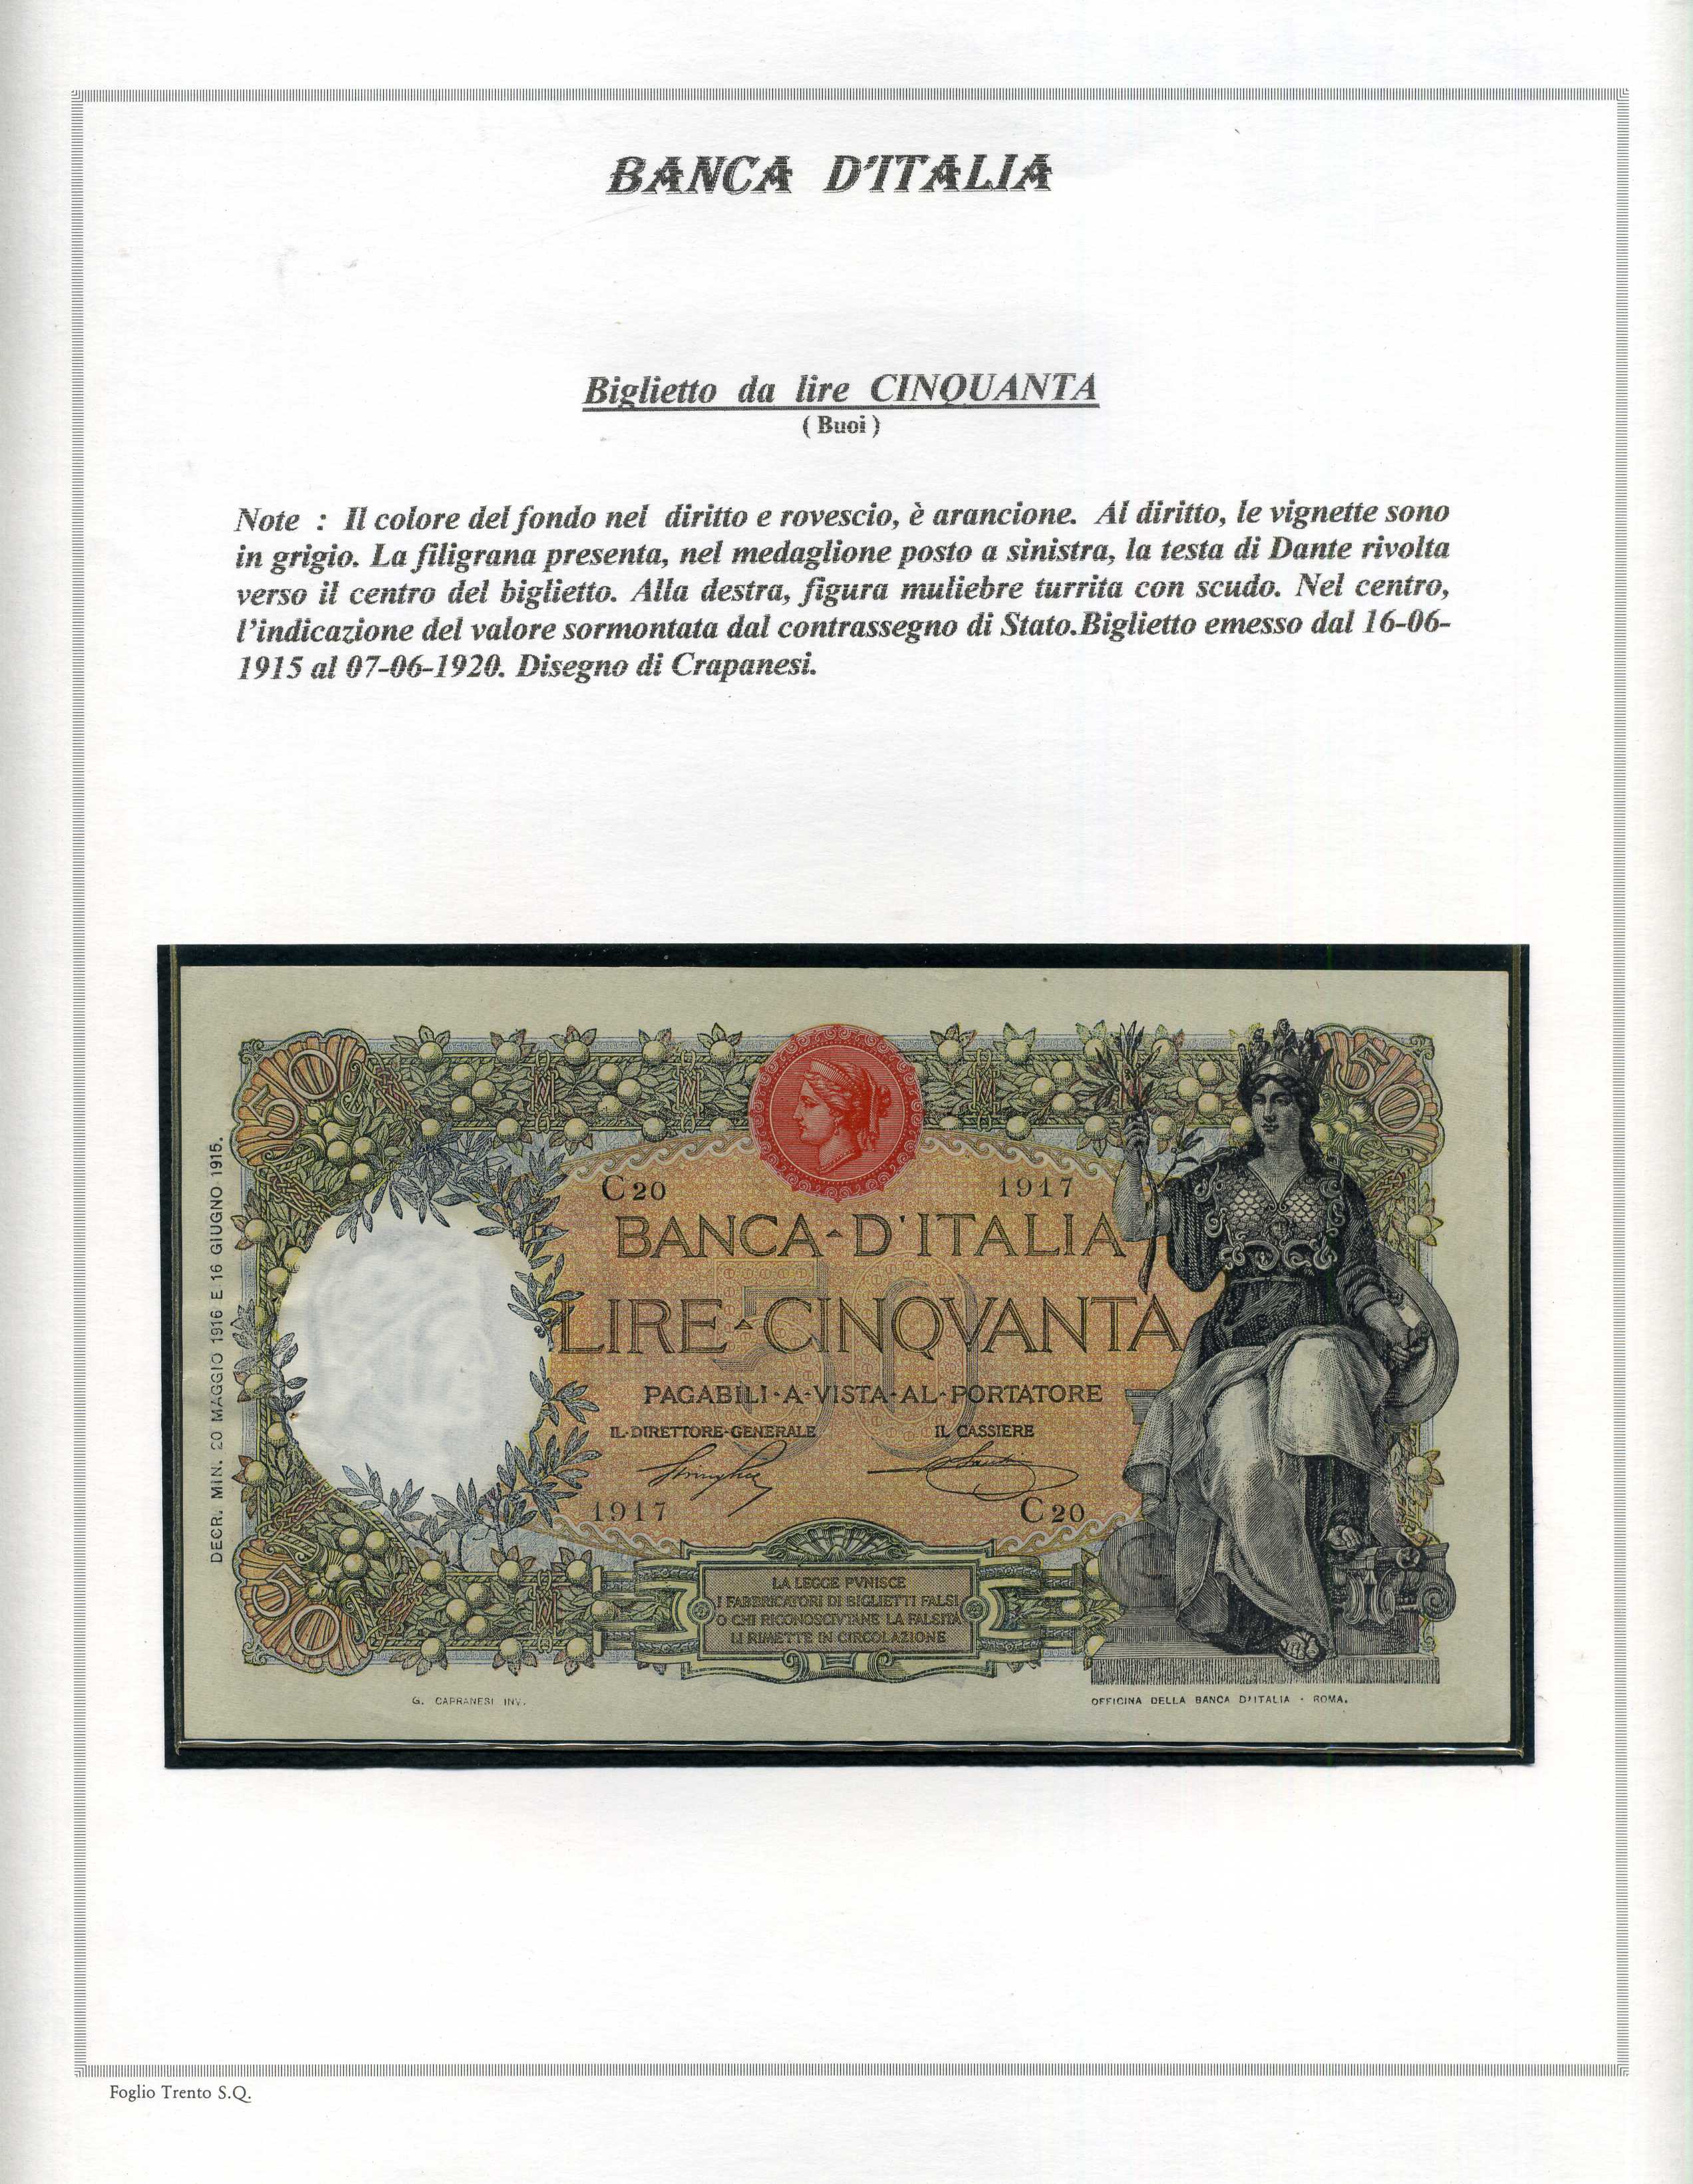 BANCA D'ITALIA
Biglietto da lire CINQUANTA
( Buoi )
Note : Il colore del fondo nel diritto e rovescio, è arancione. Al diritto, le vignette sono
in grigio. La filigrana presenta, nel medaglione posto a sinistra, la testa di Dante rivolta
verso il centro del biglietto. Alla destra, figura muliebre turrita con scudo. Nel centro,
l'indicazione del valore sormontata dal contrassegno di Stato.Biglietto emesso dal 16-06-
1915 al 07-06-1920. Disegno di Crapanesi.
50
50
DECR. MIN. 20 MAGGIO 1916 E 16 GIUGNO 1915.
C 20
1917
BANCA-D'ITALIA
50
LIRE-CINQVANTA
PAGABILI-A-VISTA-AL-PORTATORE
IL-DIRETTORE-GENERALE
IL CASSIERE
1917
C 20
50
LA LEGGE PVNISCE
I FABBRICATORI DI BIGLIETTI FALSI
O CHI RICONOSCIVTANE LA FALSITÀ
LI RIMETTE IN CIRCOLAZIONE
G. CAPRANESI INV.
OFFICINA DELLA BANCA D'ITALIA - ROMA.
Foglio Trento S.Q.